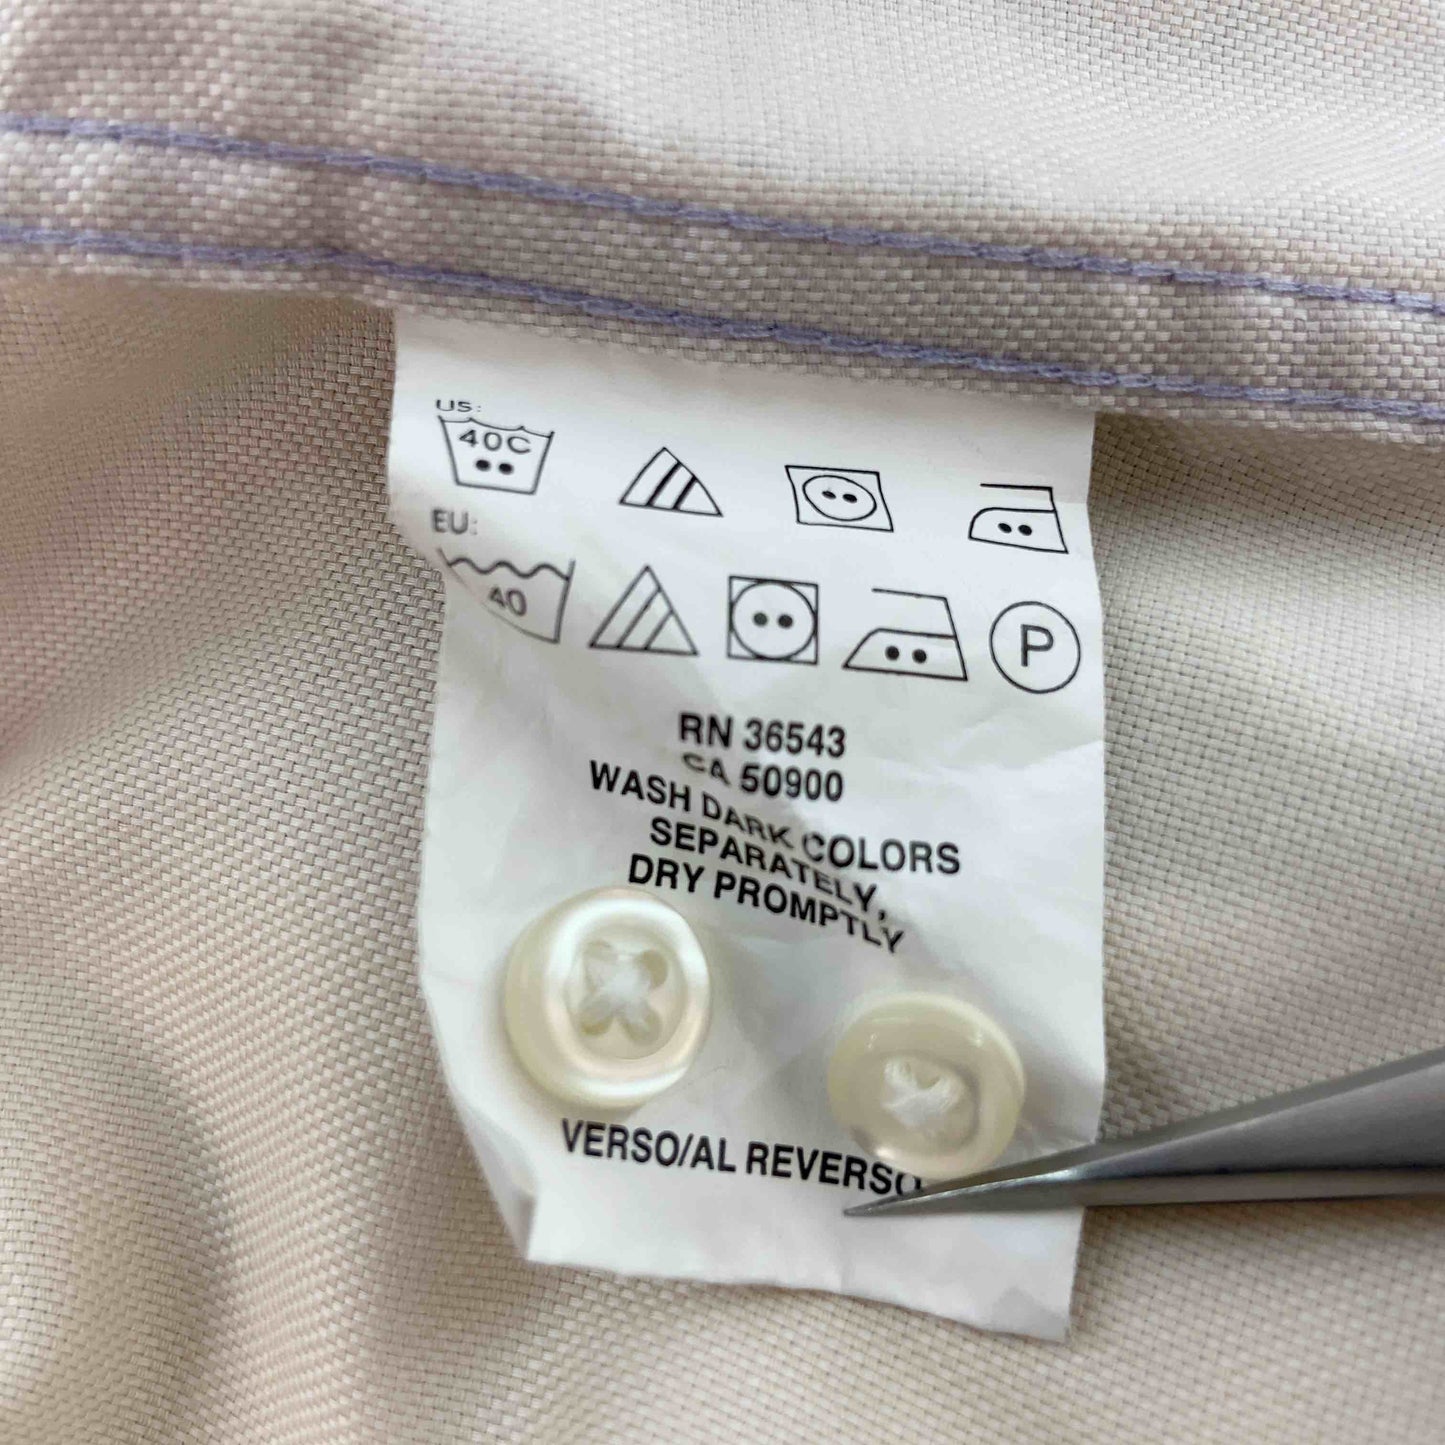 US:
40C
EU:
40
P
RN 36543
CA 50900
WASH DARK COLORS
SEPARATELY,
DRY PROMPTLY
VERSO/AL REVERSO